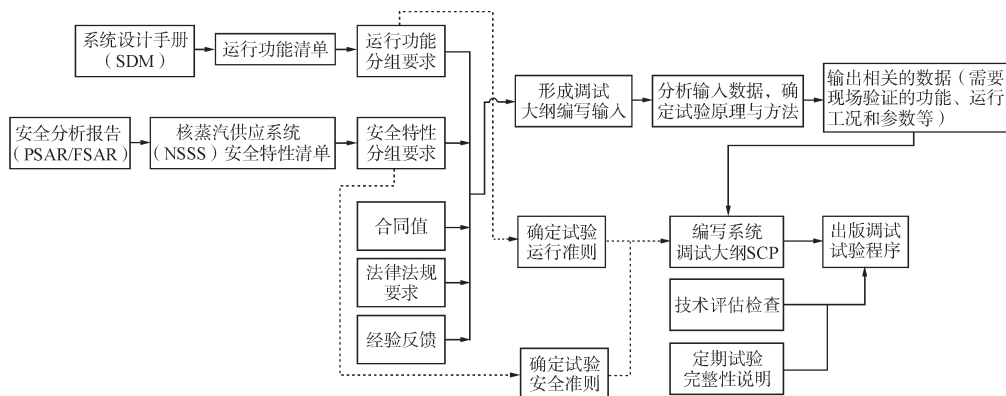 系统设计手册
（SDM）
运行功能清单
运行功能
分组要求
安全分析报告
（PSAR/FSAR）
核蒸汽供应系统
（NSSS）安全特性清单
安全特性
分组要求
合同值
法律法规
要求
经验反馈
形成调试
大纲编写输入
分析输入数据，确
定试验原理与方法
输出相关的数据（需要
现场验证的功能、运行
工况和参数等）
确定试验
运行准则
编写系统
调试大纲SCP
出版调试
试验程序
技术评估检查
确定试验
安全准则
定期试验
完整性说明